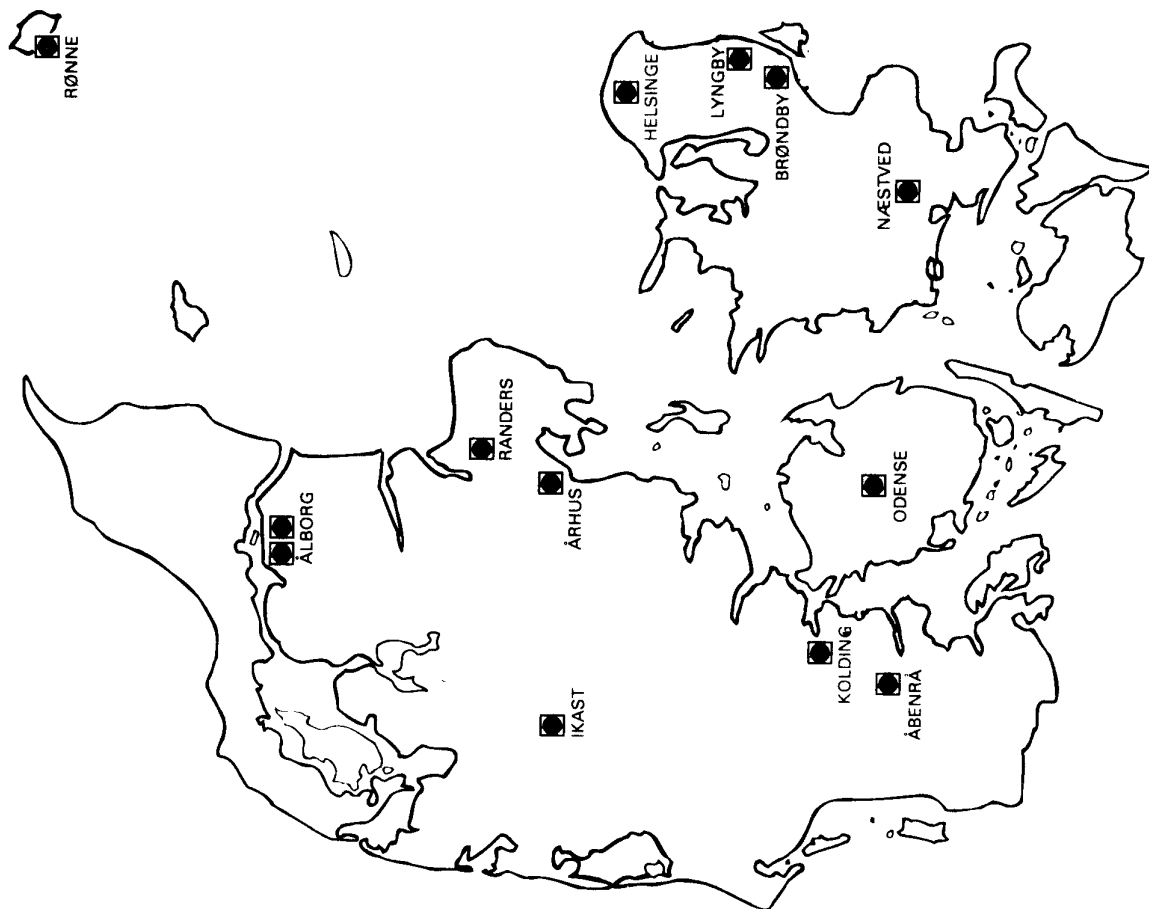 RØNNE
HELSINGE
LYNGBY
BRØNDBY
NÆSTVED
RANDERS
ÅLBORG
ÅRHUS
ODENSE
KOLDING
IKAST
ÅBENRÅ